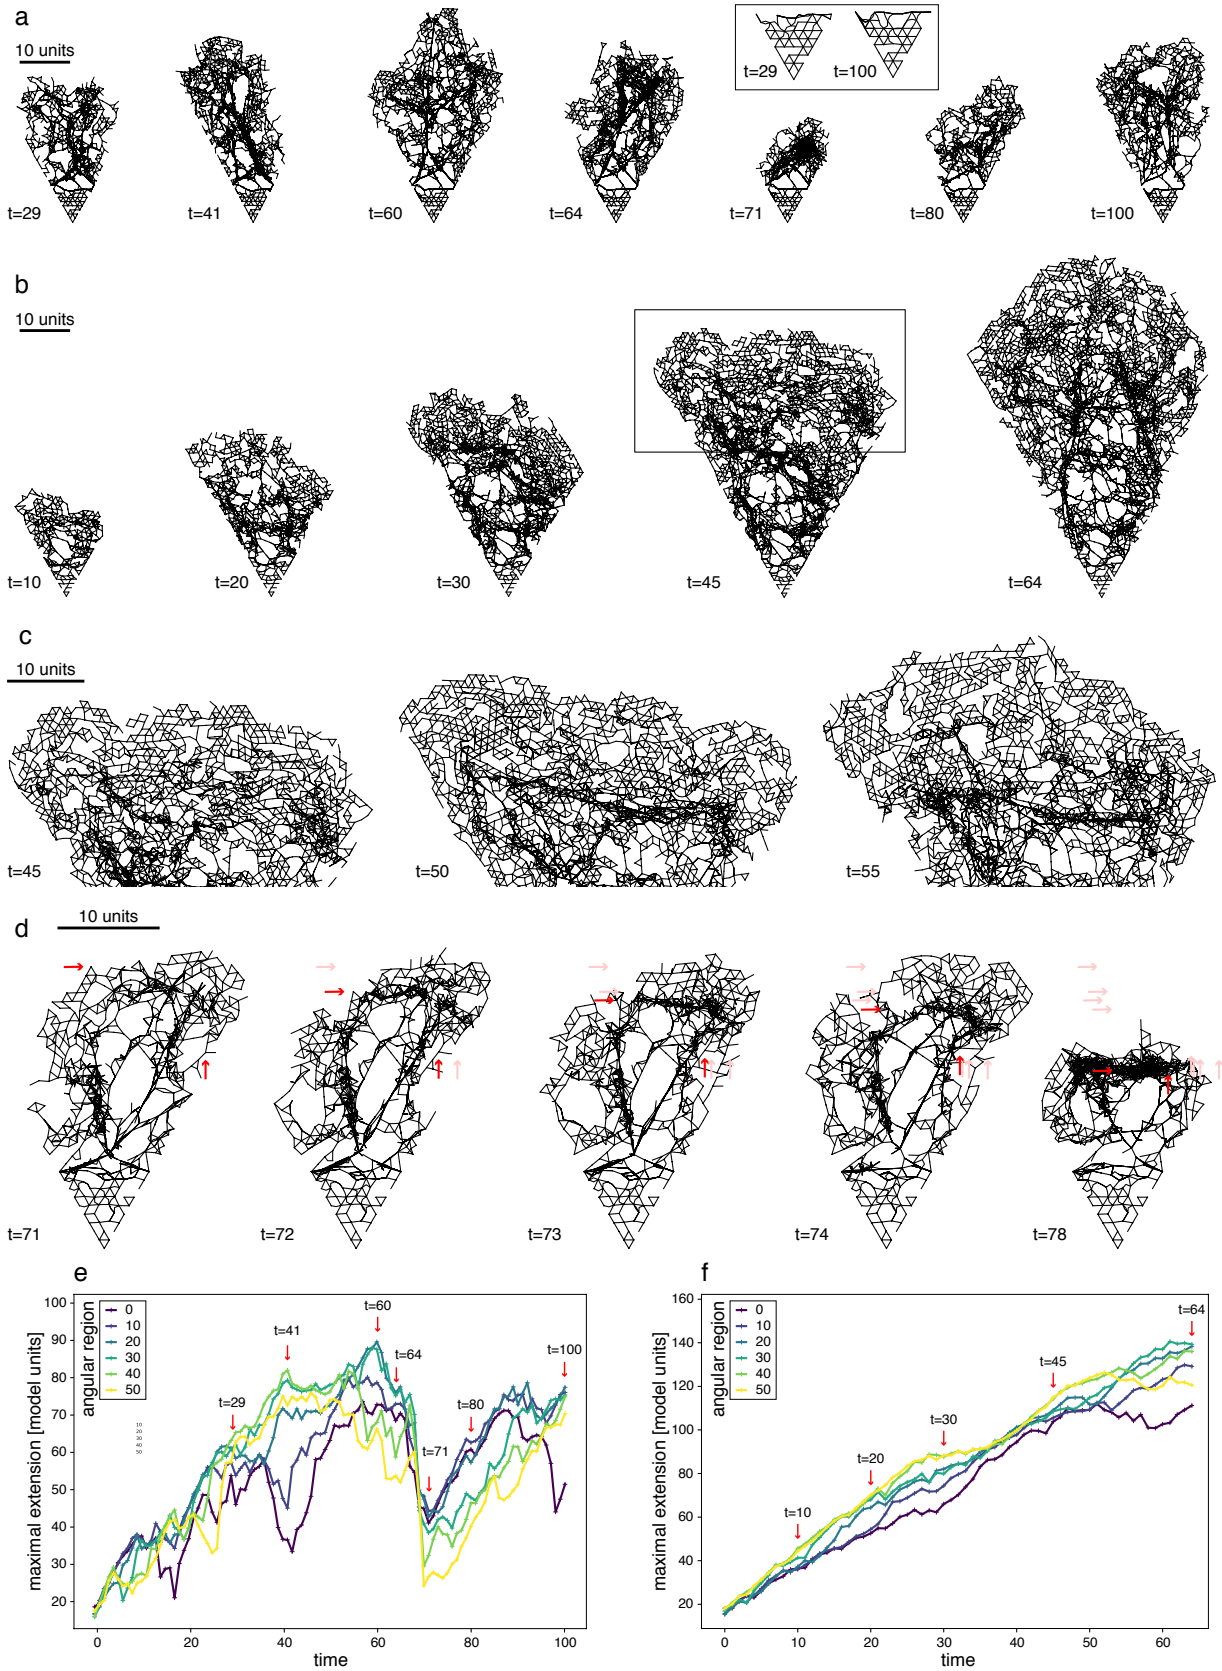 a
10 units
t=29
t=100
t=29
t=41
t=60
t=64
t=71
t=80
t=100
b
10 units
t=10
t=20
t=30
t=45
t=64
c
10 units
t=45
t=50
t=55
d
10 units
t=71
t=72
t=73
t=74
t=78
e
maximal extension [model units]
100
90
80
70
60
50
40
30
20
angular region
0
10
20
30
40
50
10
20
30
40
50
t=29
t=41
t=60
t=64
t=71
t=80
t=100
0
20
40
60
80
100
time
f
maximal extension [model units]
160
140
120
100
80
60
40
20
angular region
0
10
20
30
40
50
t=10
t=20
t=30
t=45
t=64
0
10
20
30
40
50
60
time